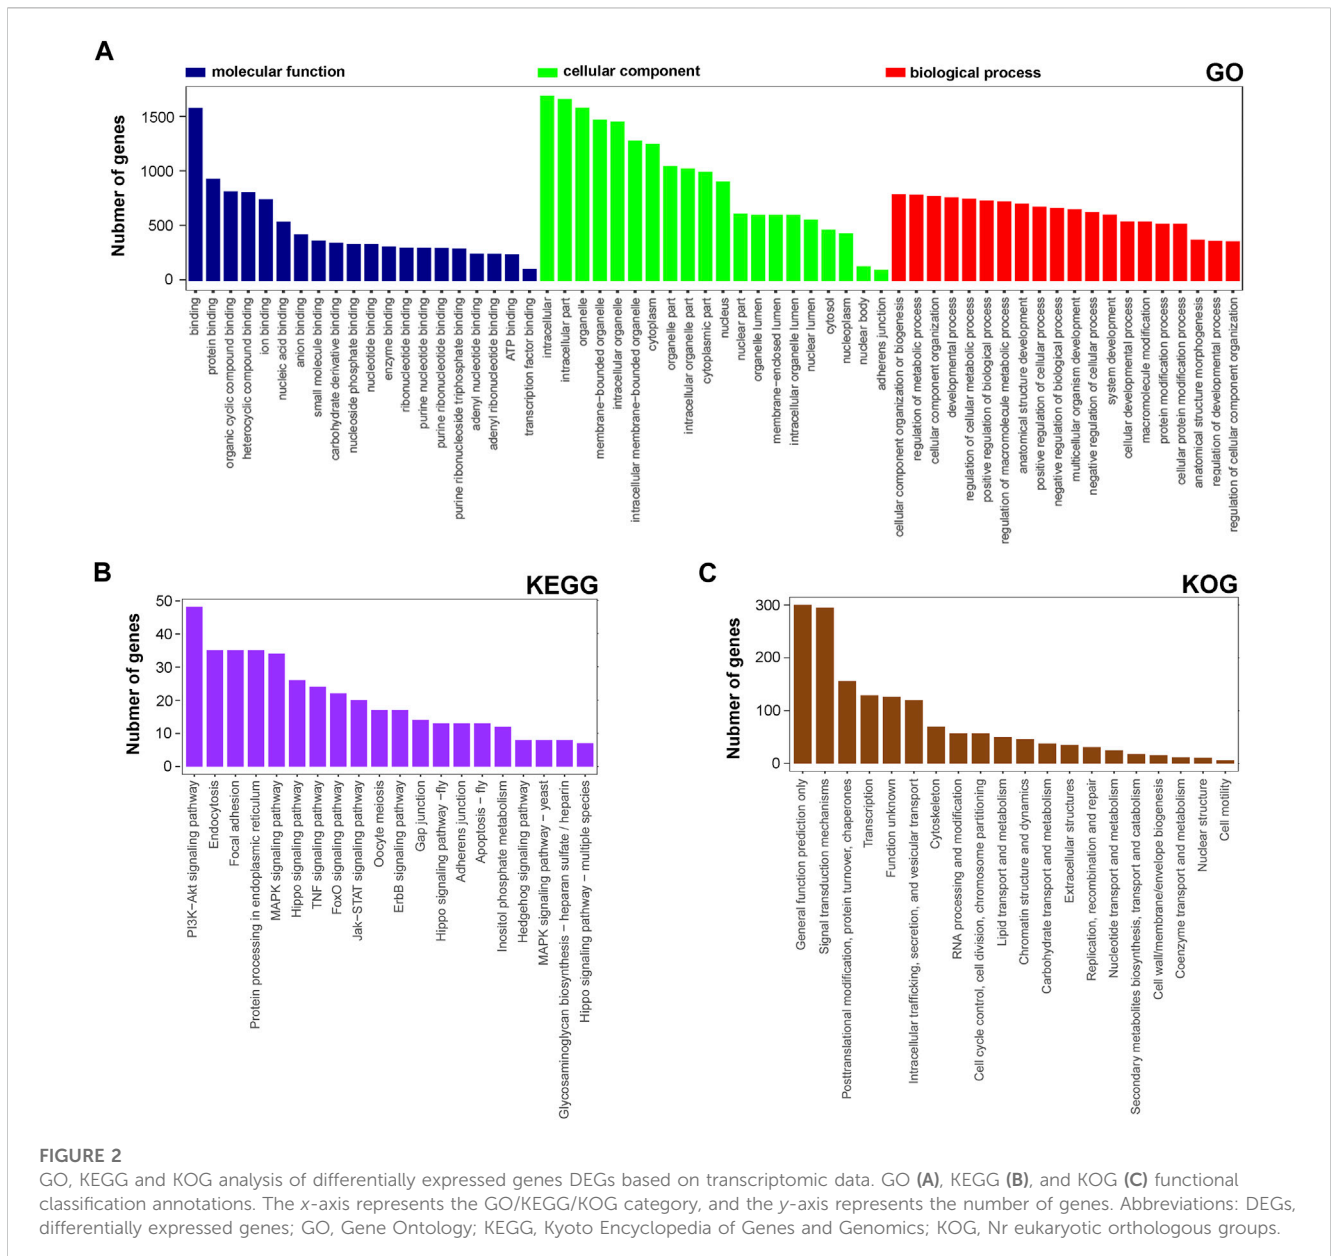 A
molecular function
cellular component
biological process
GO
Nubmer of genes
1500
1000
500
0
binding
protein binding
organic cyclic compound binding
heterocyclic compound binding
ion binding
nucleic acid binding
anion binding
small molecule binding
carbohydrate derivative binding
nucleoside phosphate binding
nucleotide binding
enzyme binding
ribonucleotide binding
purine nucleotide binding
purine ribonucleotide binding
purine ribonucleoside triphosphate binding
adenyl nucleotide binding
adenyl ribonucleotide binding
ATP binding
transcription factor binding
intracellular
intracellular part
organelle
membrane−bounded organelle
intracellular organelle
intracellular membrane−bounded organelle
cytoplasm
organelle part
intracellular organelle part
cytoplasmic part
nucleus
nuclear part
organelle lumen
membrane−enclosed lumen
intracellular organelle lumen
nuclear lumen
cytosol
nucleoplasm
nuclear body
adherens junction
cellular component organization or biogenesis
regulation of metabolic process
cellular component organization
developmental process
regulation of cellular metabolic process
positive regulation of biological process
regulation of macromolecule metabolic process
anatomical structure development
positive regulation of cellular process
negative regulation of biological process
multicellular organism development
negative regulation of cellular process
system development
cellular developmental process
macromolecule modification
protein modification process
cellular protein modification process
anatomical structure morphogenesis
regulation of developmental process
regulation of cellular component organization
B
KEGG
Nubmer of genes
50
40
30
20
10
0
PI3K−Akt signaling pathway
Endocytosis
Focal adhesion
Protein processing in endoplasmic reticulum
MAPK signaling pathway
Hippo signaling pathway
TNF signaling pathway
FoxO signaling pathway
Jak−STAT signaling pathway
Oocyte meiosis
ErbB signaling pathway
Gap junction
Hippo signaling pathway −fly
Adherens junction
Apoptosis − fly
Inositol phosphate metabolism
Hedgehog signaling pathway
MAPK signaling pathway − yeast
Glycosaminoglycan biosynthesis − heparan sulfate / heparin
Hippo signaling pathway − multiple species
C
KOG
Nubmer of genes
300
200
100
0
General function prediction only
Signal transduction mechanisms
Posttranslational modification, protein turnover, chaperones
Transcription
Function unknown
Intracellular trafficking, secretion, and vesicular transport
Cytoskeleton
RNA processing and modification
Cell cycle control, cell division, chromosome partitioning
Lipid transport and metabolism
Chromatin structure and dynamics
Carbohydrate transport and metabolism
Extracellular structures
Replication, recombination and repair
Nucleotide transport and metabolism
Secondary metabolites biosynthesis, transport and catabolism
Cell wall/membrane/envelope biogenesis
Coenzyme transport and metabolism
Nuclear structure
Cell motility
FIGURE 2
GO, KEGG and KOG analysis of differentially expressed genes DEGs based on transcriptomic data. GO (A), KEGG (B), and KOG (C) functional
classification annotations. The x-axis represents the GO/KEGG/KOG category, and the y-axis represents the number of genes. Abbreviations: DEGs,
differentially expressed genes; GO, Gene Ontology; KEGG, Kyoto Encyclopedia of Genes and Genomics; KOG, Nr eukaryotic orthologous groups.